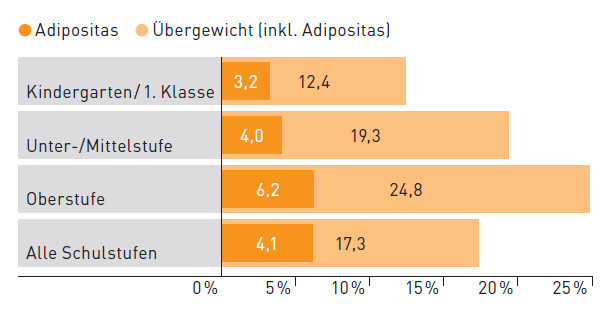 Adipositas Übergewicht (inkl. Adipositas)
Kindergarten/1. Klasse 3,2 12,4
Unter-/Mittelstufe 4,0 19,3
Oberstufe 6,2 24,8
Alle Schulstufen 4,1 17,3
0 % 5 % 10 % 15 % 20 % 25 %